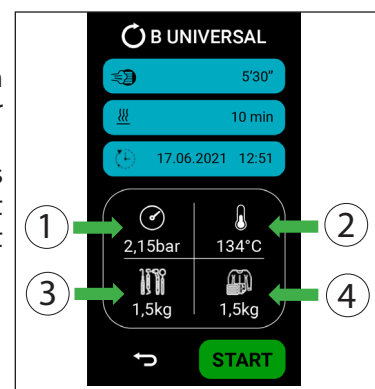 B UNIVERSAL
5'30"
10 min
17.06.2021 12:51
1 2
2,15bar 134°C
3 4
1,5kg 1,5kg
START